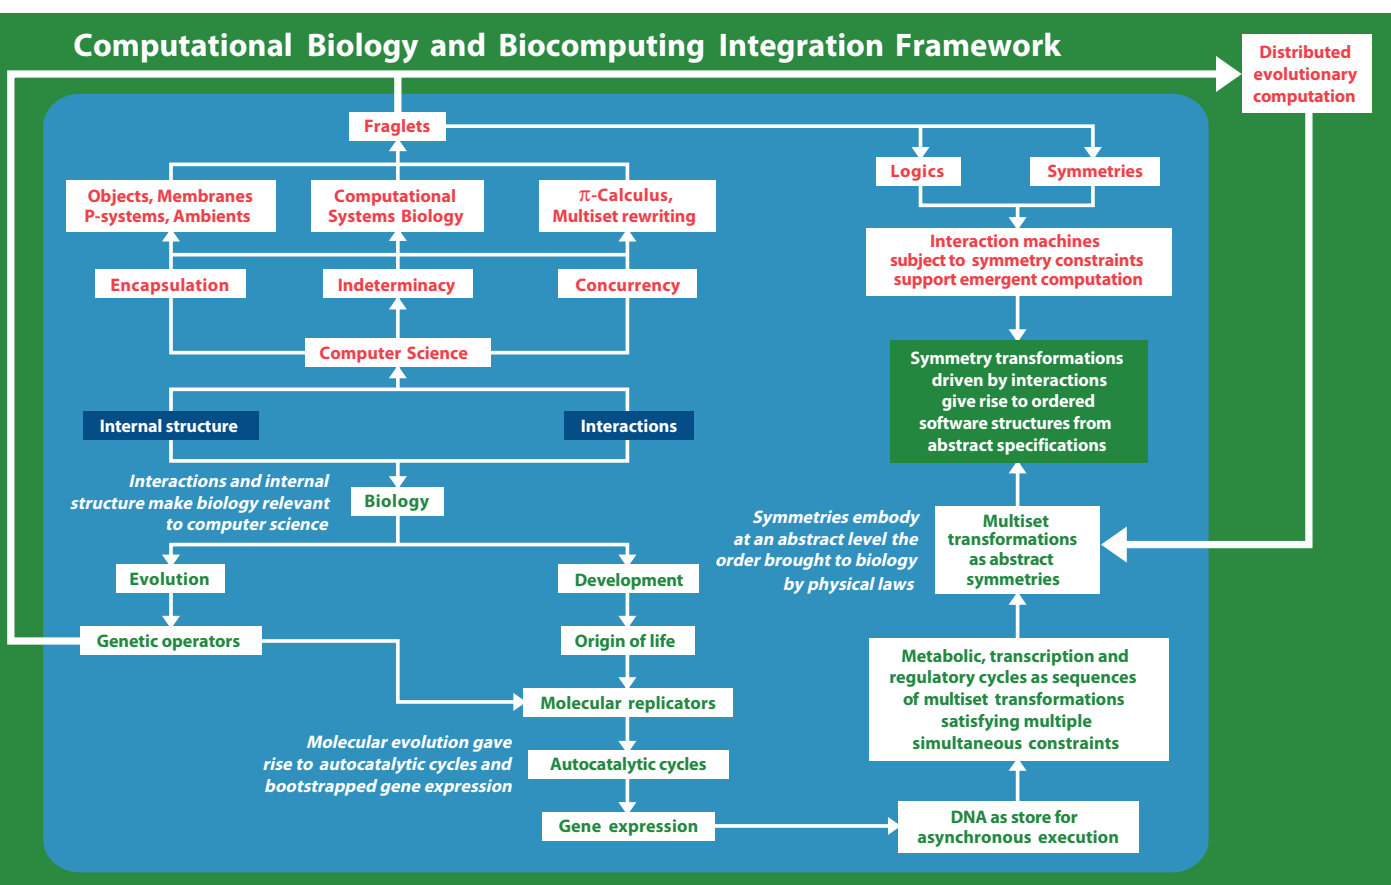 Computational Biology and Biocomputing Integration Framework
Distributed
evolutionary
computation
Fraglets
Logics
Symmetries
Objects, Membranes
P-systems, Ambients
Computational
Systems Biology
π-Calculus,
Multiset rewriting
Interaction machines
subject to symmetry constraints
support emergent computation
Encapsulation
Indeterminacy
Concurrency
Computer Science
Symmetry transformations
driven by interactions
give rise to ordered
software structures from
abstract specifications
Internal structure
Interactions
Interactions and internal
structure make biology relevant
to computer science
Biology
Symmetries embody
at an abstract level the
order brought to biology
by physical laws
Multiset
transformations
as abstract
symmetries
Evolution
Development
Genetic operators
Origin of life
Metabolic, transcription and
regulatory cycles as sequences
of multiset transformations
satisfying multiple
simultaneous constraints
Molecular replicators
Molecular evolution gave
rise to autocatalytic cycles and
bootstrapped gene expression
Autocatalytic cycles
Gene expression
DNA as store for
asynchronous execution